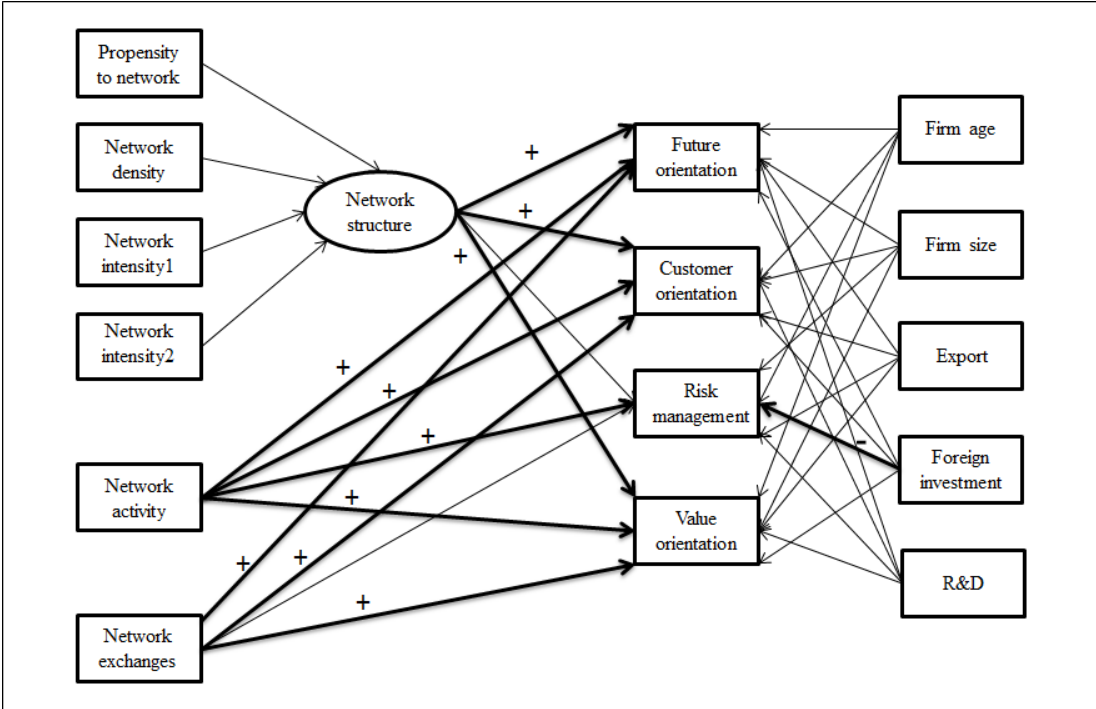 Propensity
to network
Network
density
Network
intensity1
Network
intensity2
Network
activity
Network
exchanges
Network
structure
+
+
+
+
+
+
+
+
+
+
Future
orientation
Customer
orientation
Risk
management
Value
orientation
-
Firm age
Firm size
Export
Foreign
investment
R&D